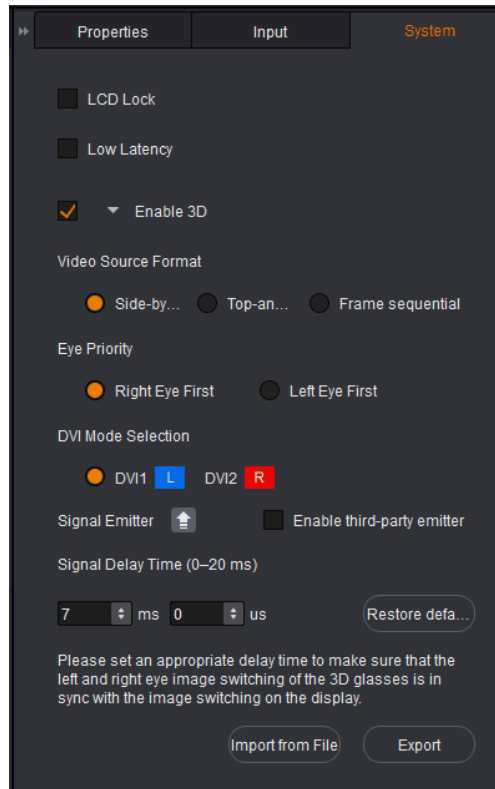 Properties Input System
LCD Lock
Low Latency
Enable 3D
Video Source Format
Side-by... Top-an... Frame sequential
Eye Priority
Right Eye First Left Eye First
DVI Mode Selection
DVI1 L DVI2 R
Signal Emitter Enable third-party emitter
Signal Delay Time (0–20 ms)
7 ms 0 us Restore defa...
Please set an appropriate delay time to make sure that the
left and right eye image switching of the 3D glasses is in
sync with the image switching on the display.
Import from File Export